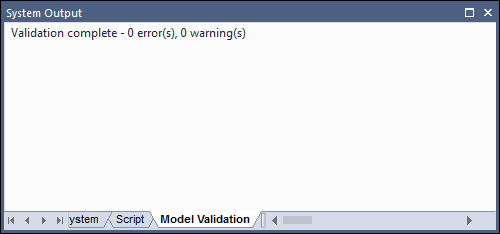 System Output
Validation complete - 0 error(s), 0 warning(s)
ystem Script Model Validation